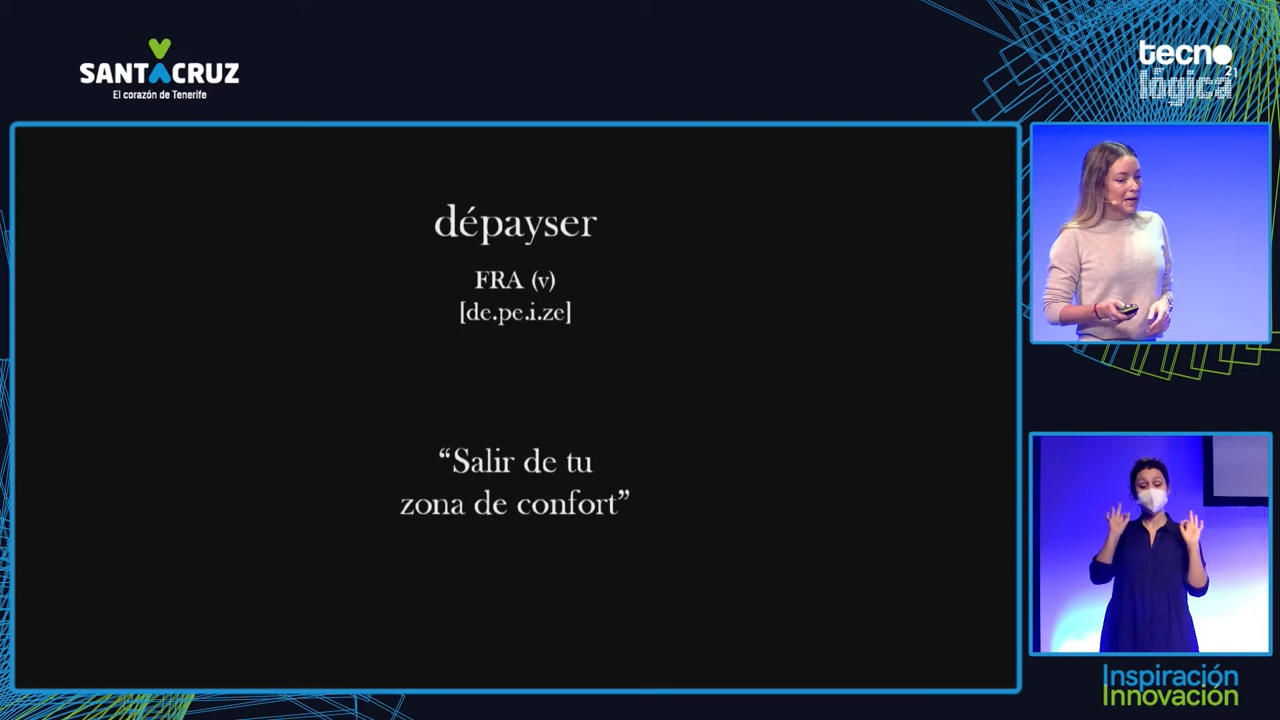 SANTACRUZ
El corazón de Tenerife
tecno
lógica
21
dépayser
FRA (v)
[de.pe.i.ze]
“Salir de tu
zona de confort”
Inspiración
Innovación